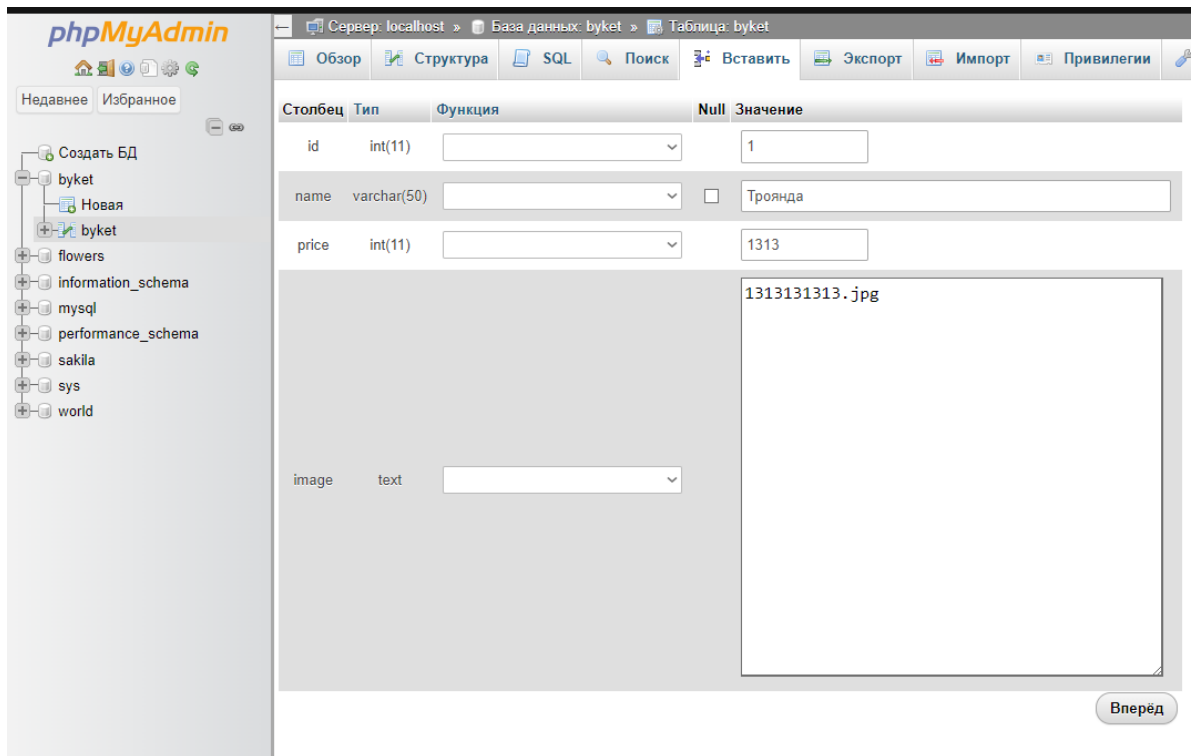 phpMyAdmin
Недавнее Избранное
Создать БД
byket
Новая
byket
flowers
information_schema
mysql
performance_schema
sakila
sys
world
← Сервер: localhost » База данных: byket » Таблица: byket
Обзор Структура SQL Поиск Вставить Экспорт Импорт Привилегии
Столбец Тип Функция Null Значение
id int(11) 1
name varchar(50) Троянда
price int(11) 1313
image text 1313131313.jpg
Вперёд